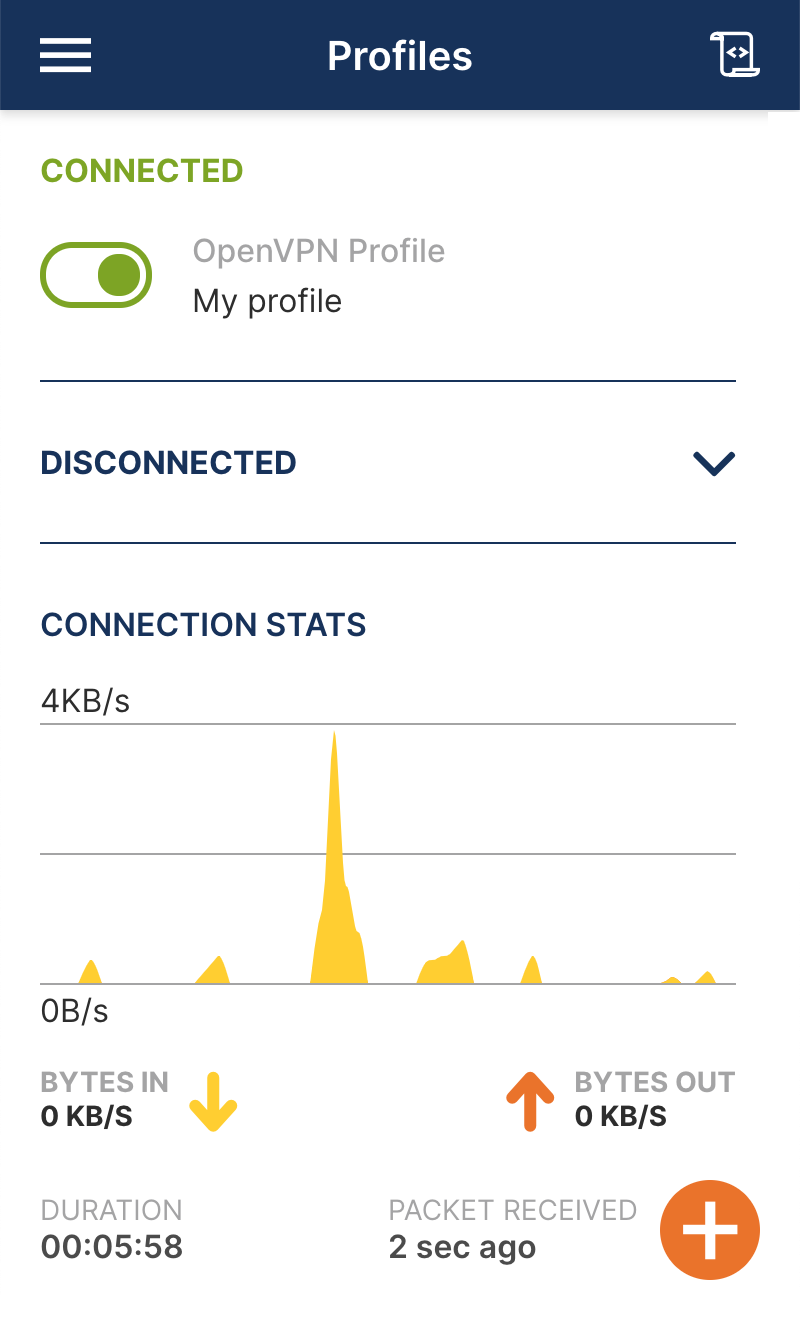 Profiles
CONNECTED
OpenVPN Profile
My profile
DISCONNECTED
CONNECTION STATS
4KB/s
0B/s
BYTES IN
0 KB/S
BYTES OUT
0 KB/S
DURATION
00:05:58
PACKET RECEIVED
2 sec ago